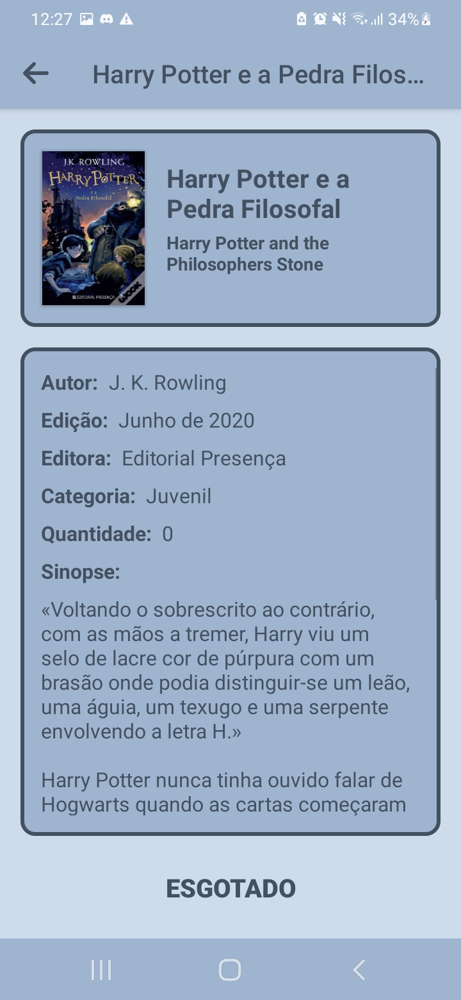 12:27
34%
Harry Potter e a Pedra Filos...
J.K. ROWLING
HARRY POTTER
e a
Pedra Filosofal
EDITORIAL PRESENÇA
WOOK
Harry Potter e a
Pedra Filosofal
Harry Potter and the
Philosophers Stone
Autor: J. K. Rowling
Edição: Junho de 2020
Editora: Editorial Presença
Categoria: Juvenil
Quantidade: 0
Sinopse:
«Voltando o sobrescrito ao contrário,
com as mãos a tremer, Harry viu um
selo de lacre cor de púrpura com um
brasão onde podia distinguir-se um leão,
uma águia, um texugo e uma serpente
envolvendo a letra H.»
Harry Potter nunca tinha ouvido falar de
Hogwarts quando as cartas começaram
ESGOTADO